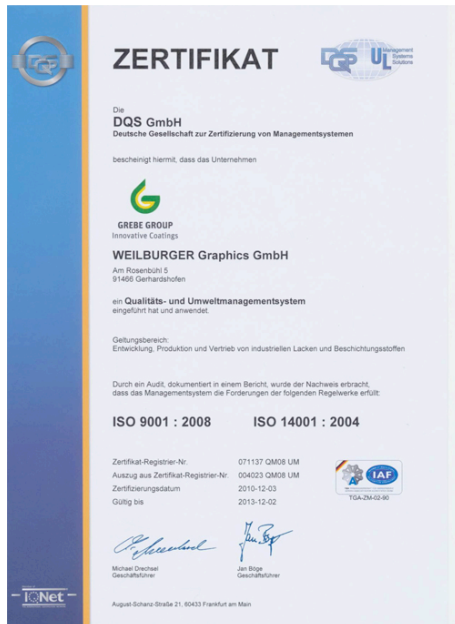 DQS
ZERTIFIKAT
DQS UL Management Systems Solutions
Die
DQS GmbH
Deutsche Gesellschaft zur Zertifizierung von Managementsystemen
bescheinigt hiermit, dass das Unternehmen
GREBE GROUP
Innovative Coatings
WEILBURGER Graphics GmbH
Am Rosenbühl 5
91466 Gerhardshofen
ein Qualitäts- und Umweltmanagementsystem
eingeführt hat und anwendet.
Geltungsbereich:
Entwicklung, Produktion und Vertrieb von industriellen Lacken und Beschichtungsstoffen
Durch ein Audit, dokumentiert in einem Bericht, wurde der Nachweis erbracht,
dass das Managementsystem die Forderungen der folgenden Regelwerke erfüllt:
ISO 9001 : 2008 ISO 14001 : 2004
Zertifikat-Registrier-Nr. 071137 QM08 UM
Auszug aus Zertifikat-Registrier-Nr. 004023 QM08 UM
Zertifizierungsdatum 2010-12-03
Gültig bis 2013-12-02
IAF
TGA-ZM-02-90
Michael Drechsel Jan Böge
Geschäftsführer Geschäftsführer
IQNet
August-Schanz-Straße 21, 60433 Frankfurt am Main